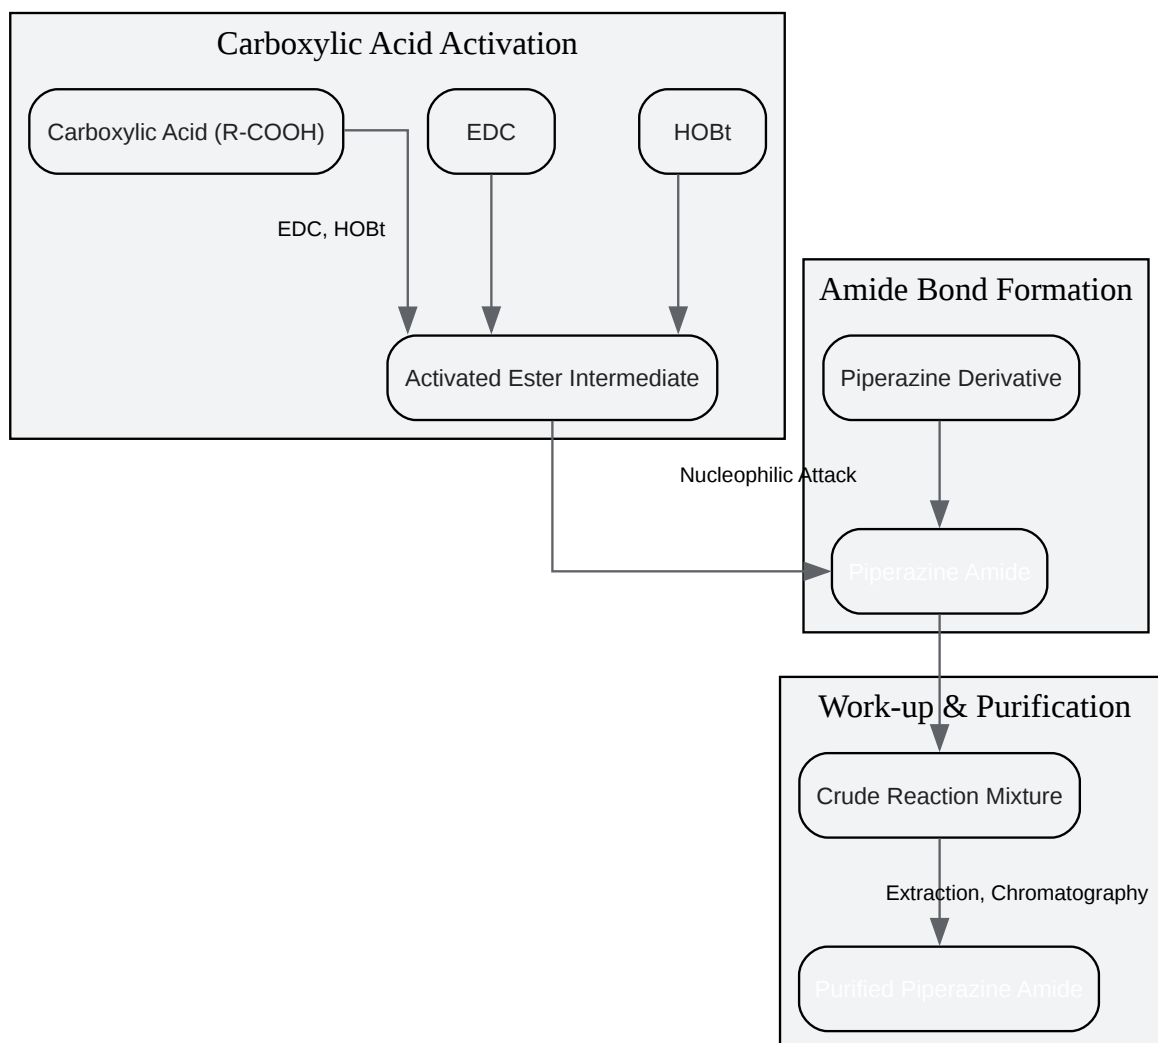 Carboxylic Acid Activation
Carboxylic Acid (R-COOH)
EDC
HOBt
EDC, HOBt
Activated Ester Intermediate
Amide Bond Formation
Piperazine Derivative
Nucleophilic Attack
Piperazine Amide
Work-up & Purification
Crude Reaction Mixture
Extraction, Chromatography
Purified Piperazine Amide